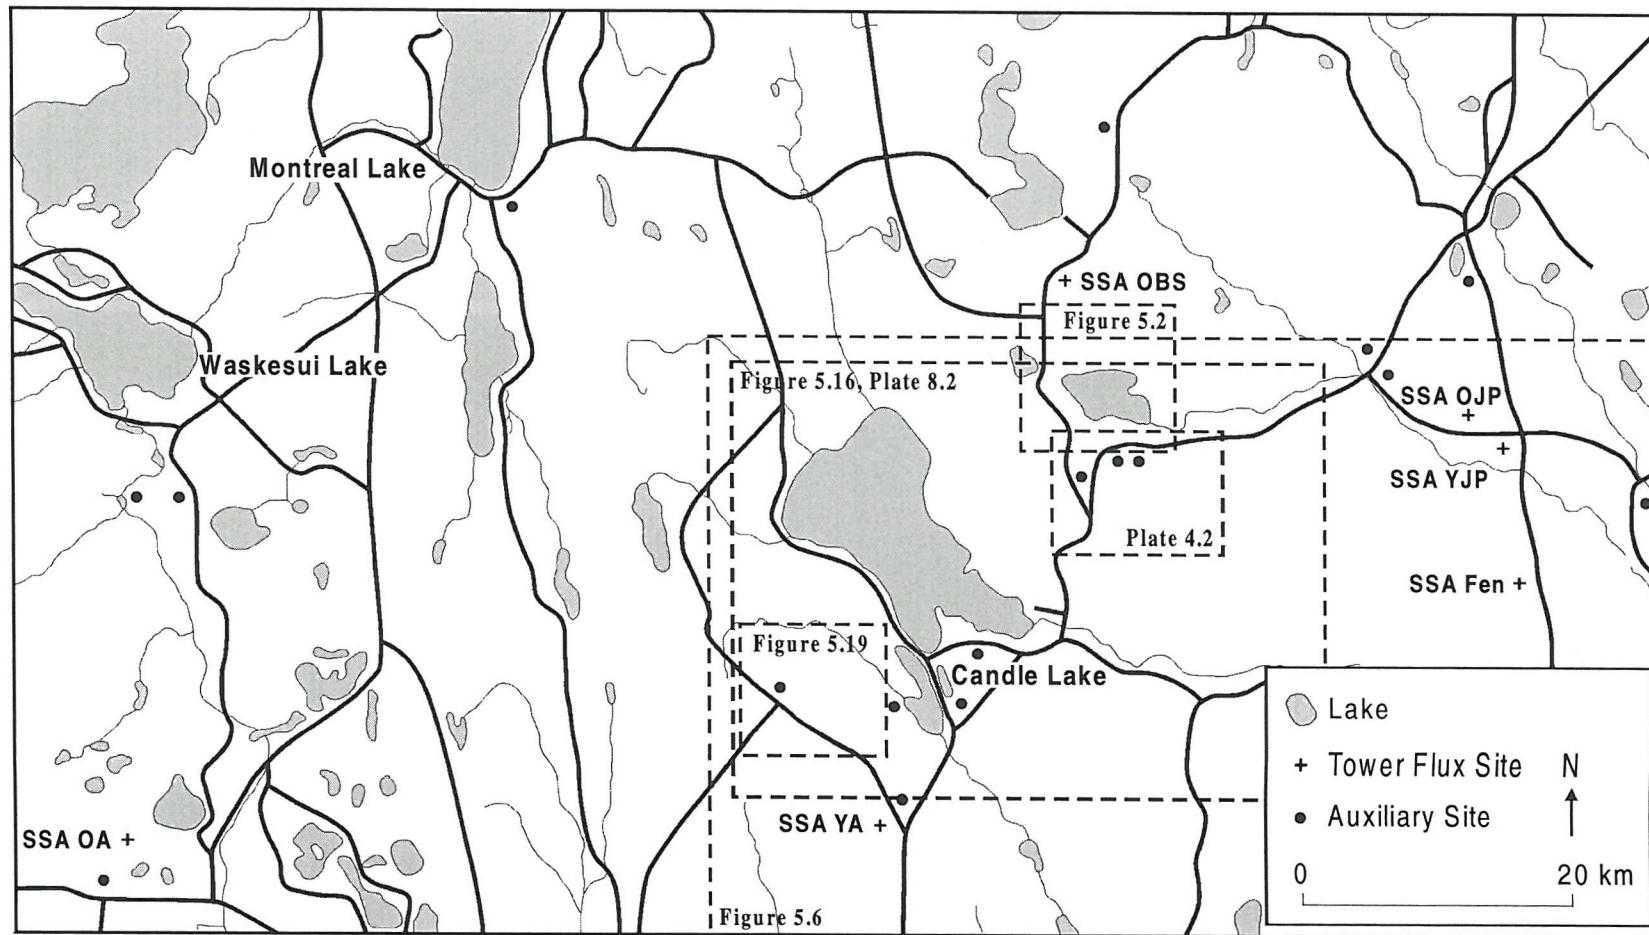 Montreal Lake
+ SSA OBS
Figure 5.2
Waskesui Lake
Figure 5.16, Plate 8.2
SSA OJP
+
+
SSA YJP
Plate 4.2
SSA Fen +
Figure 5.19
Candle Lake
SSA YA +
SSA OA +
Figure 5.6
Lake
+ Tower Flux Site
N
Auxiliary Site
0 20 km